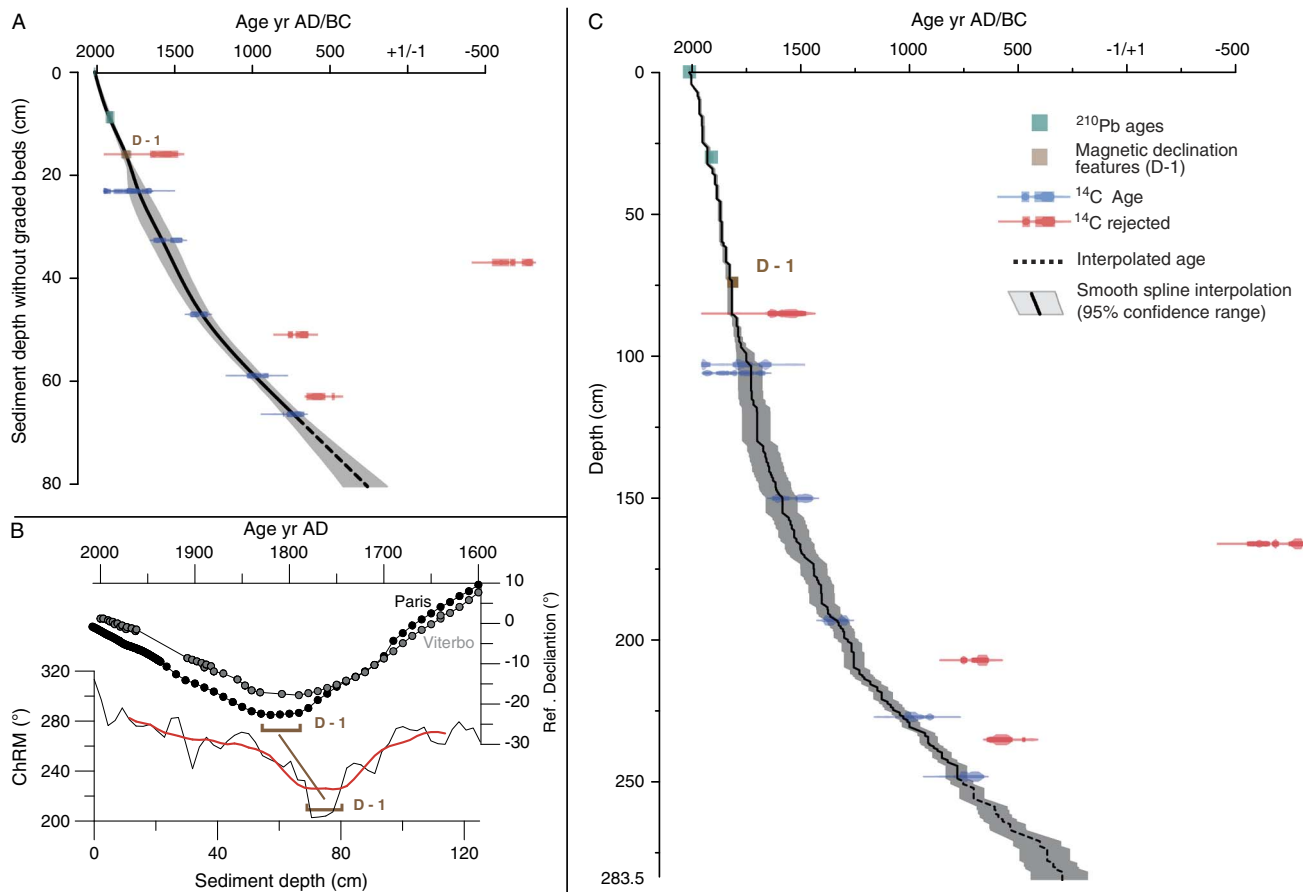 A
Age yr AD/BC
2000 1500 1000 500 +1/-1 -500
Sediment depth without graded beds (cm)
0
20
40
60
80
D - 1
B
Age yr AD
2000 1900 1800 1700 1600
Paris
Viterbo
10
0
-10
-20
-30
Ref . Decliantion (°)
320
280
240
200
ChRM (°)
D - 1
D - 1
0 40 80 120
Sediment depth (cm)
C
Age yr AD/BC
2000 1500 1000 500 -1/+1 -500
Depth (cm)
0
50
100
150
200
250
283.5
D - 1
210Pb ages
Magnetic declination
features (D-1)
14C Age
14C rejected
Interpolated age
Smooth spline interpolation
(95% confidence range)